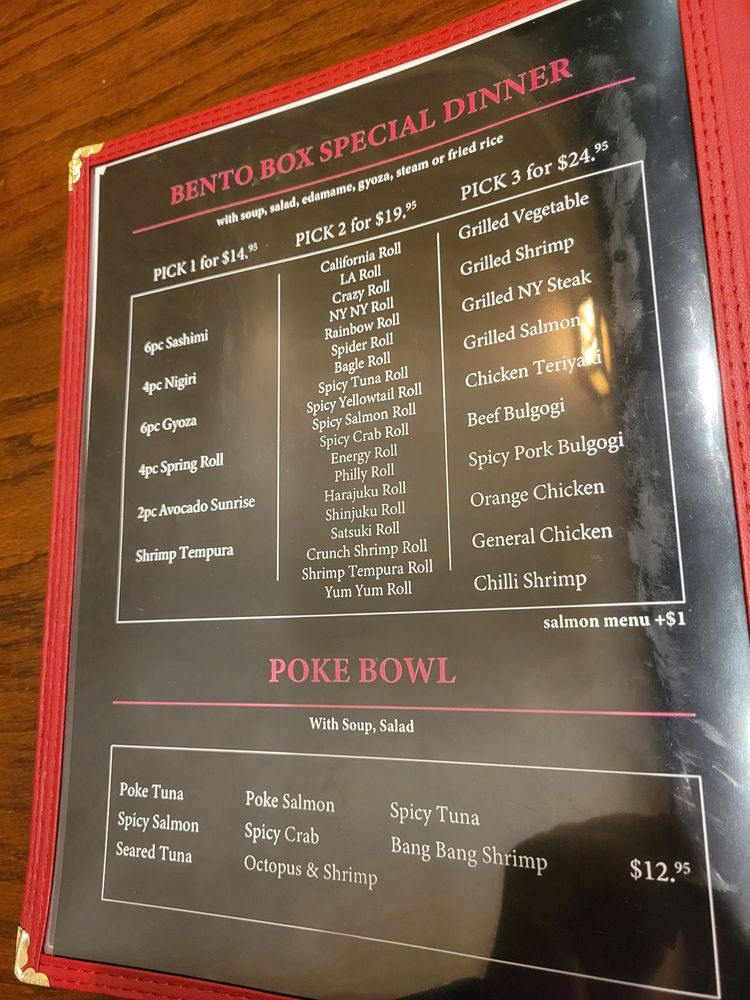 BENTO BOX SPECIAL DINNER
with soup, salad, edamame, gyoza, steam or fried rice
PICK 1 for $14.95
PICK 2 for $19.95
PICK 3 for $24.95
6pc Sashimi
4pc Nigiri
6pc Gyoza
4pc Spring Roll
2pc Avocado Sunrise
Shrimp Tempura
California Roll
LA Roll
Crazy Roll
NY NY Roll
Rainbow Roll
Spider Roll
Bagle Roll
Spicy Tuna Roll
Spicy Yellowtail Roll
Spicy Salmon Roll
Spicy Crab Roll
Energy Roll
Philly Roll
Harajuku Roll
Shinjuku Roll
Satsuki Roll
Crunch Shrimp Roll
Shrimp Tempura Roll
Yum Yum Roll
Grilled Vegetable
Grilled Shrimp
Grilled NY Steak
Grilled Salmon
Chicken Teriyaki
Beef Bulgogi
Spicy Pork Bulgogi
Orange Chicken
General Chicken
Chilli Shrimp
salmon menu +$1
POKE BOWL
With Soup, Salad
Poke Tuna
Spicy Salmon
Seared Tuna
Poke Salmon
Spicy Crab
Octopus & Shrimp
Spicy Tuna
Bang Bang Shrimp
$12.95